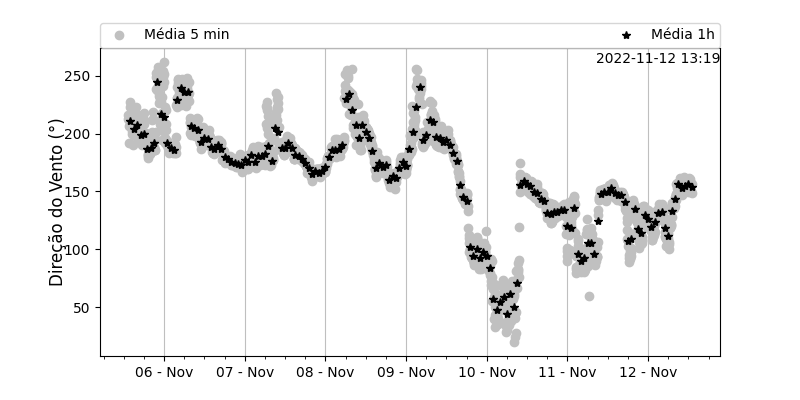 Média 5 min
Média 1h
2022-11-12 13:19
Direção do Vento (°)
250
200
150
100
50
06 - Nov
07 - Nov
08 - Nov
09 - Nov
10 - Nov
11 - Nov
12 - Nov